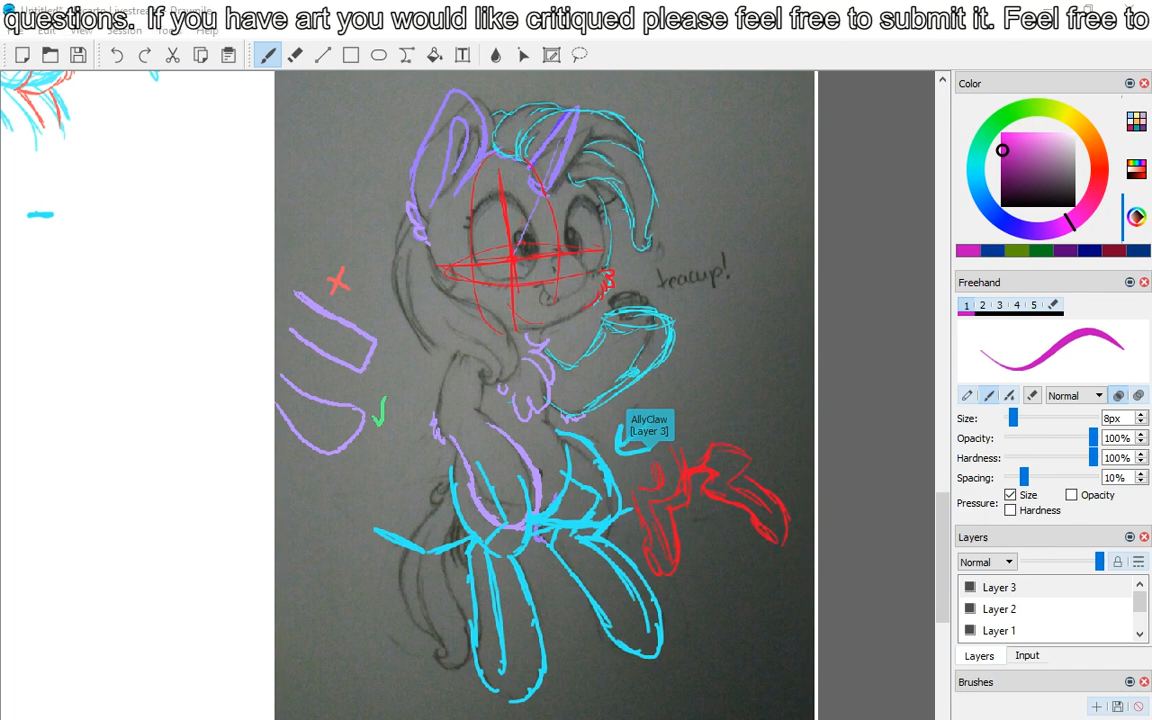 questions. If you have art you would like critiqued please feel free to submit it. Feel free to
Session
Help
teacup!
AllyClaw
[Layer 3]
Color
Freehand
1 2 3 4 5
Normal
Size:
8px
Opacity:
100%
Hardness:
100%
Spacing:
10%
Pressure:
Size
Opacity
Hardness
Layers
Normal
Layer 3
Layer 2
Layer 1
Layers
Input
Brushes